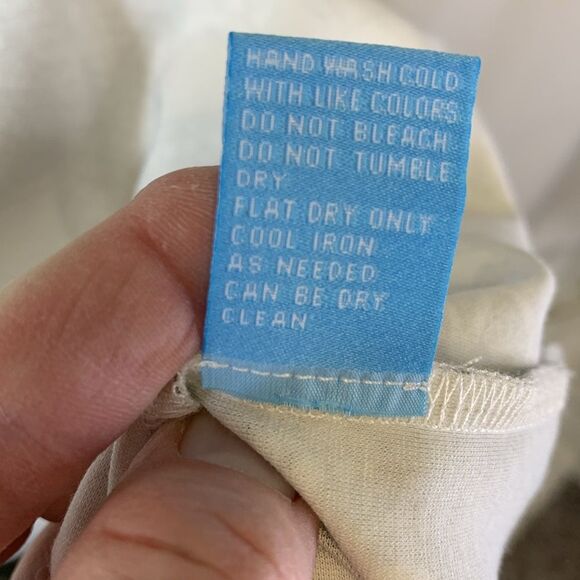 HAND WASH COLD
WITH LIKE COLORS
DO NOT BLEACH
DO NOT TUMBLE
DRY
FLAT DRY ONLY
COOL IRON
AS NEEDED
CAN BE DRY
CLEAN